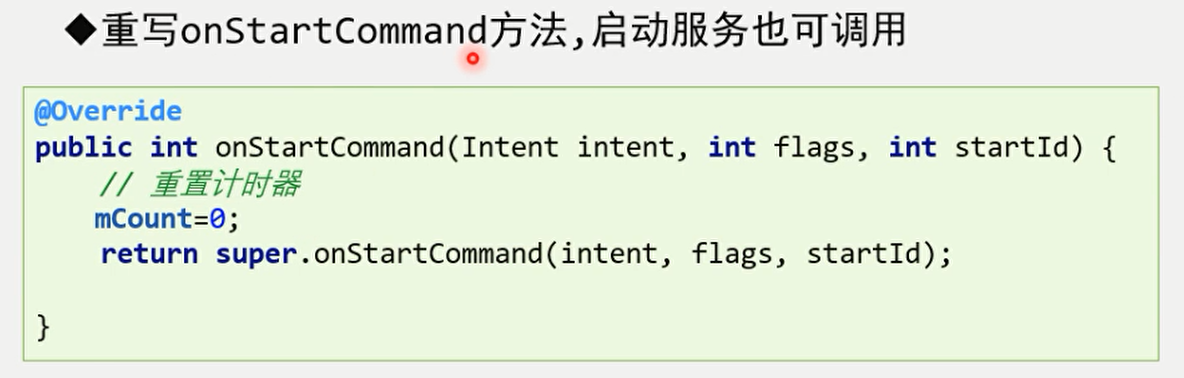 ◆重写onStartCommand方法,启动服务也可调用
@Override
public int onStartCommand(Intent intent, int flags, int startId) {
// 重置计时器
mCount=0;
return super.onStartCommand(intent, flags, startId);
}